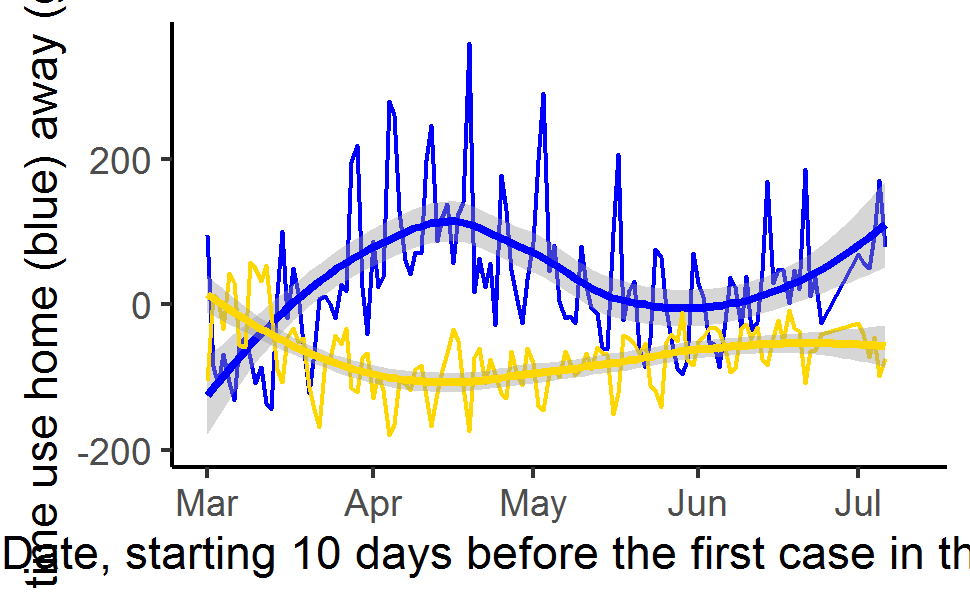 time use home (blue) away (
200
0
-200
Mar Apr May Jun Jul
Date, starting 10 days before the first case in th